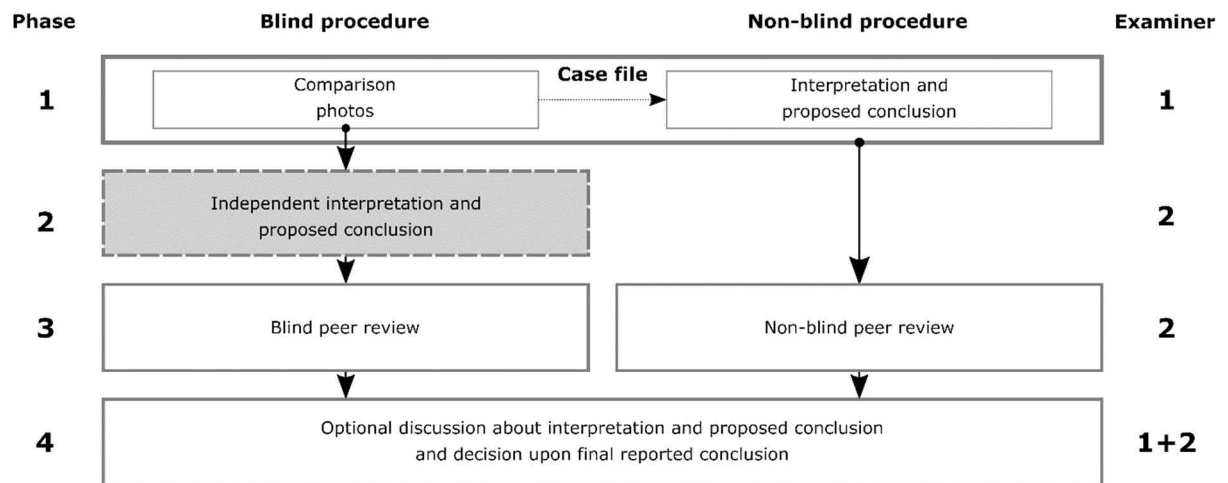 Phase Blind procedure Non-blind procedure Examiner
Case file
1 Comparison Interpretation and 1
photos proposed conclusion
Independent interpretation and
2 proposed conclusion 2
3 Blind peer review Non-blind peer review 2
Optional discussion about interpretation and proposed conclusion
4 and decision upon final reported conclusion 1+2